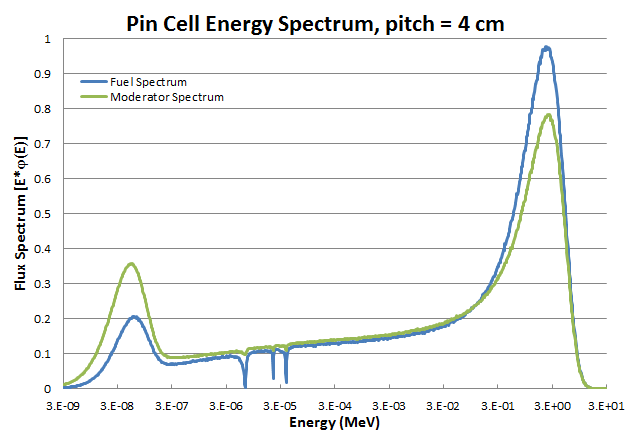 Pin Cell Energy Spectrum, pitch = 4 cm
1
0.9
0.8
0.7
0.6
0.5
0.4
0.3
0.2
0.1
0
Flux Spectrum [E*φ(E)]
Fuel Spectrum
Moderator Spectrum
3.E-09 3.E-08 3.E-07 3.E-06 3.E-05 3.E-04 3.E-03 3.E-02 3.E-01 3.E+00 3.E+01
Energy (MeV)